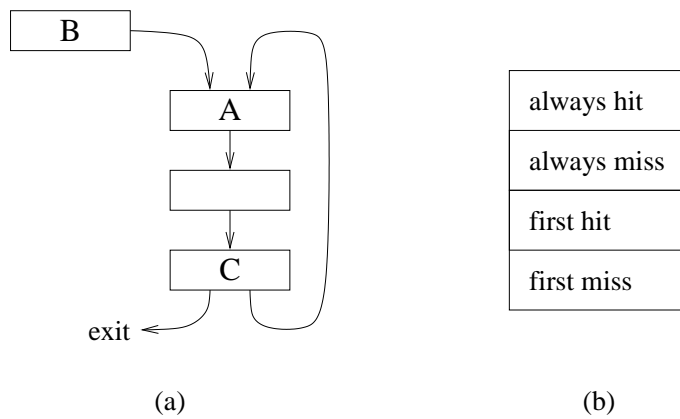 B
A
C
exit
(a)
always hit
always miss
first hit
first miss
(b)